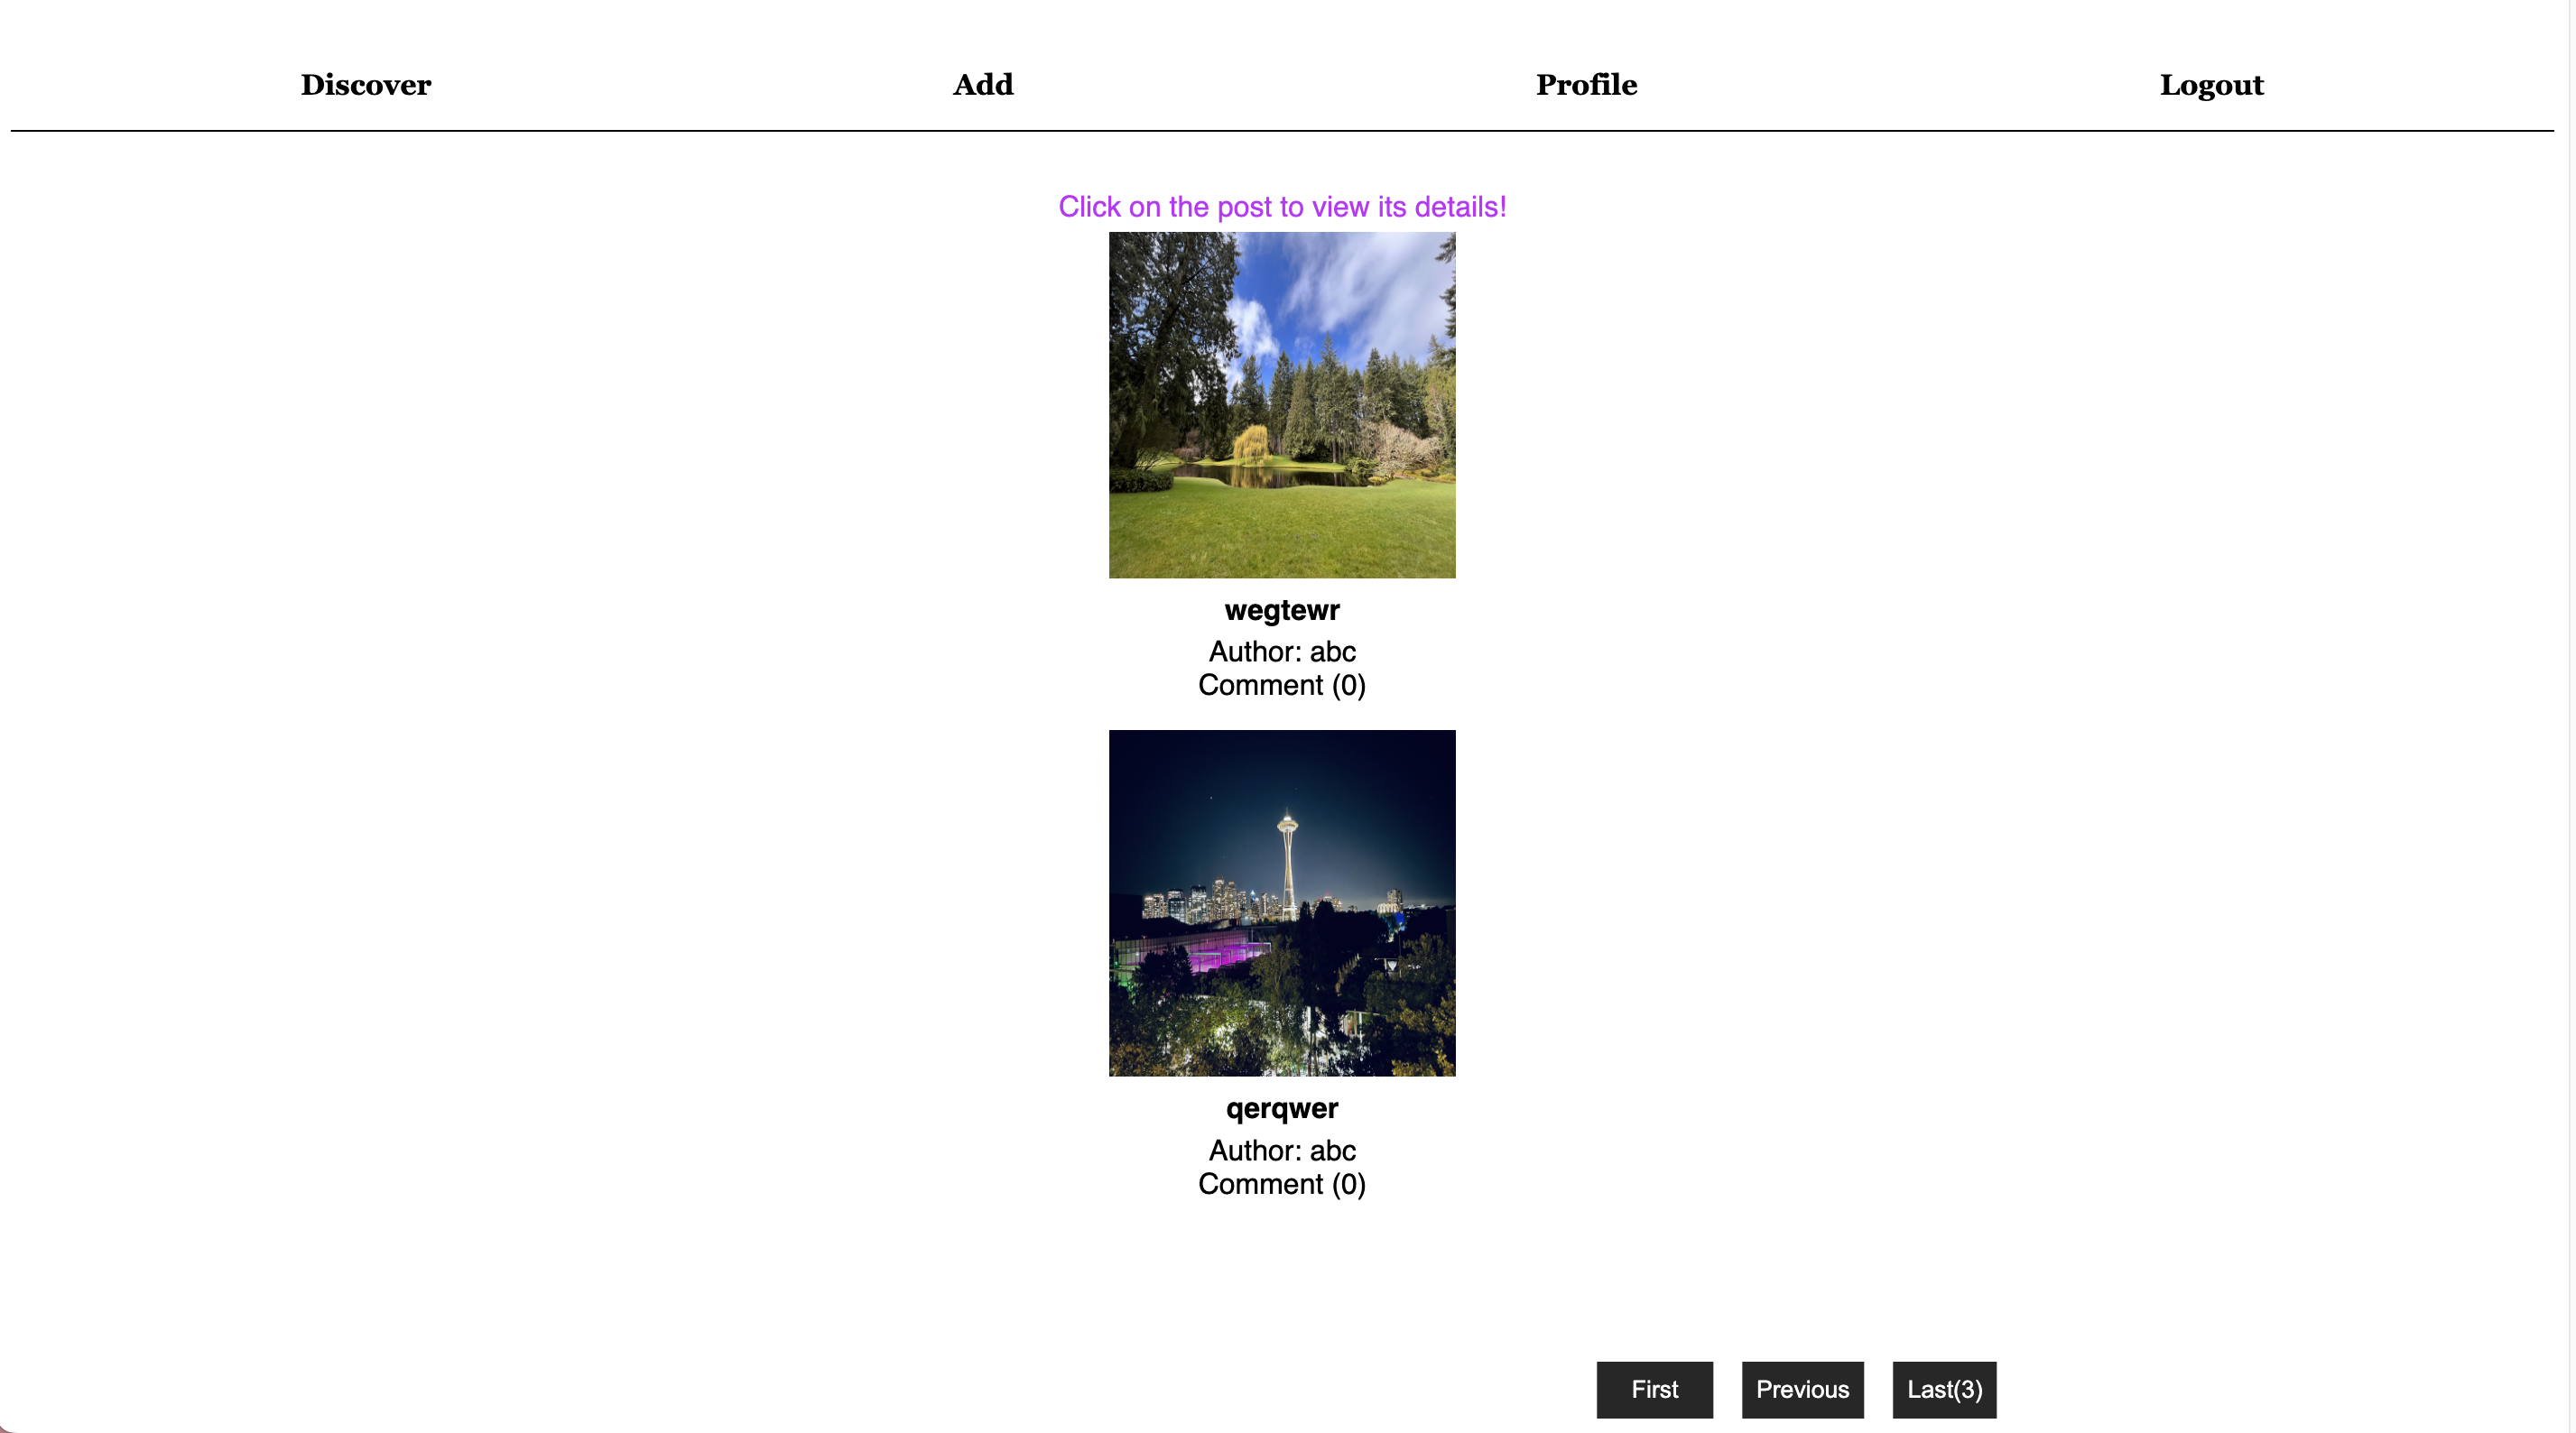 Discover Add Profile Logout
Click on the post to view its details!
wegtewr
Author: abc
Comment (0)
qerqwer
Author: abc
Comment (0)
First Previous Last(3)